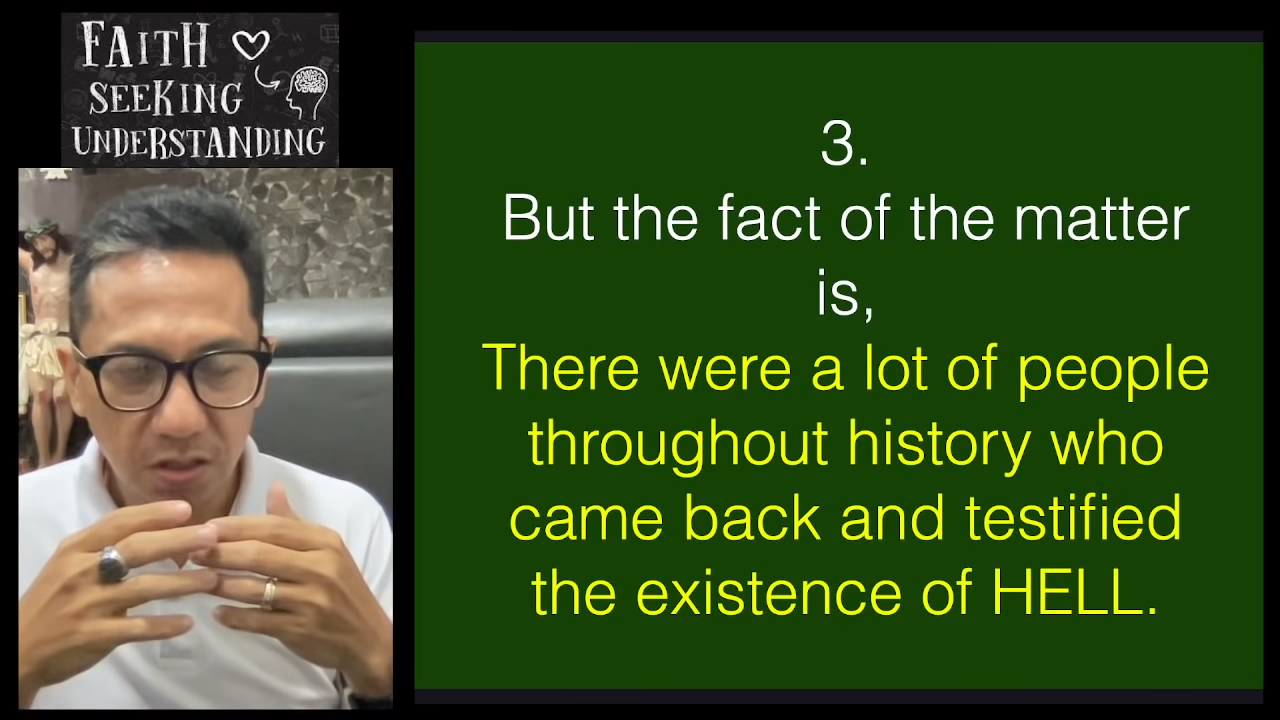 FAITH
SEEKING
UNDERSTANDING
3.
But the fact of the matter
is,
There were a lot of people
throughout history who
came back and testified
the existence of HELL.